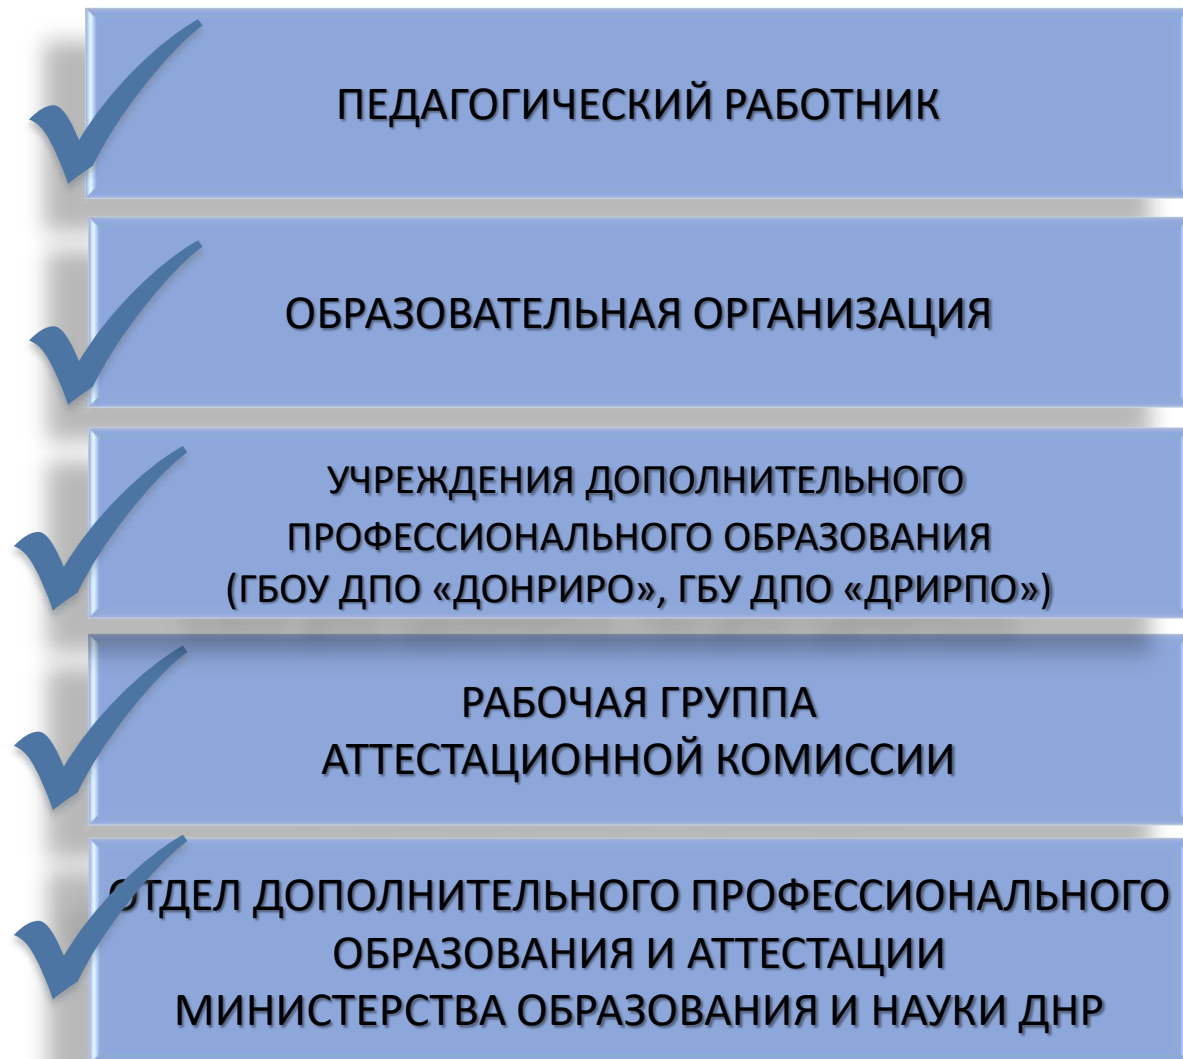 ПЕДАГОГИЧЕСКИЙ РАБОТНИК
ОБРАЗОВАТЕЛЬНАЯ ОРГАНИЗАЦИЯ
УЧРЕЖДЕНИЯ ДОПОЛНИТЕЛЬНОГО
ПРОФЕССИОНАЛЬНОГО ОБРАЗОВАНИЯ
(ГБОУ ДПО «ДОНРИРО», ГБУ ДПО «ДРИРПО»)
РАБОЧАЯ ГРУППА
АТТЕСТАЦИОННОЙ КОМИССИИ
ОТДЕЛ ДОПОЛНИТЕЛЬНОГО ПРОФЕССИОНАЛЬНОГО
ОБРАЗОВАНИЯ И АТТЕСТАЦИИ
МИНИСТЕРСТВА ОБРАЗОВАНИЯ И НАУКИ ДНР